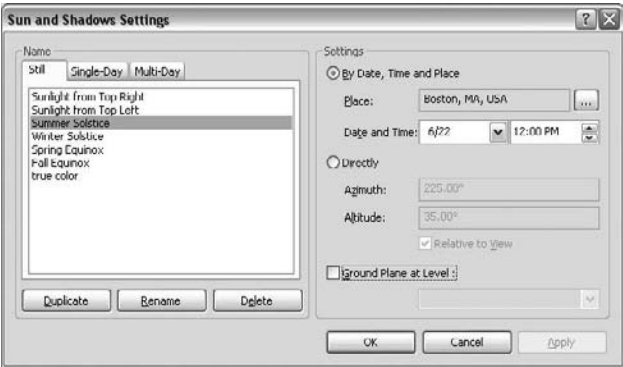 Sun and Shadows Settings
Name
Still Single-Day Multi-Day
Sunlight from Top Right
Sunlight from Top Left
Summer Solstice
Winter Solstice
Spring Equinox
Fall Equinox
true color
Duplicate Rename Delete
Settings
By Date, Time and Place
Place: Boston, MA, USA ...
Date and Time: 6/22 12:00 PM
Directly
Azimuth: 225.00°
Altitude: 35.00°
Relative to View
Ground Plane at Level :
OK Cancel Apply